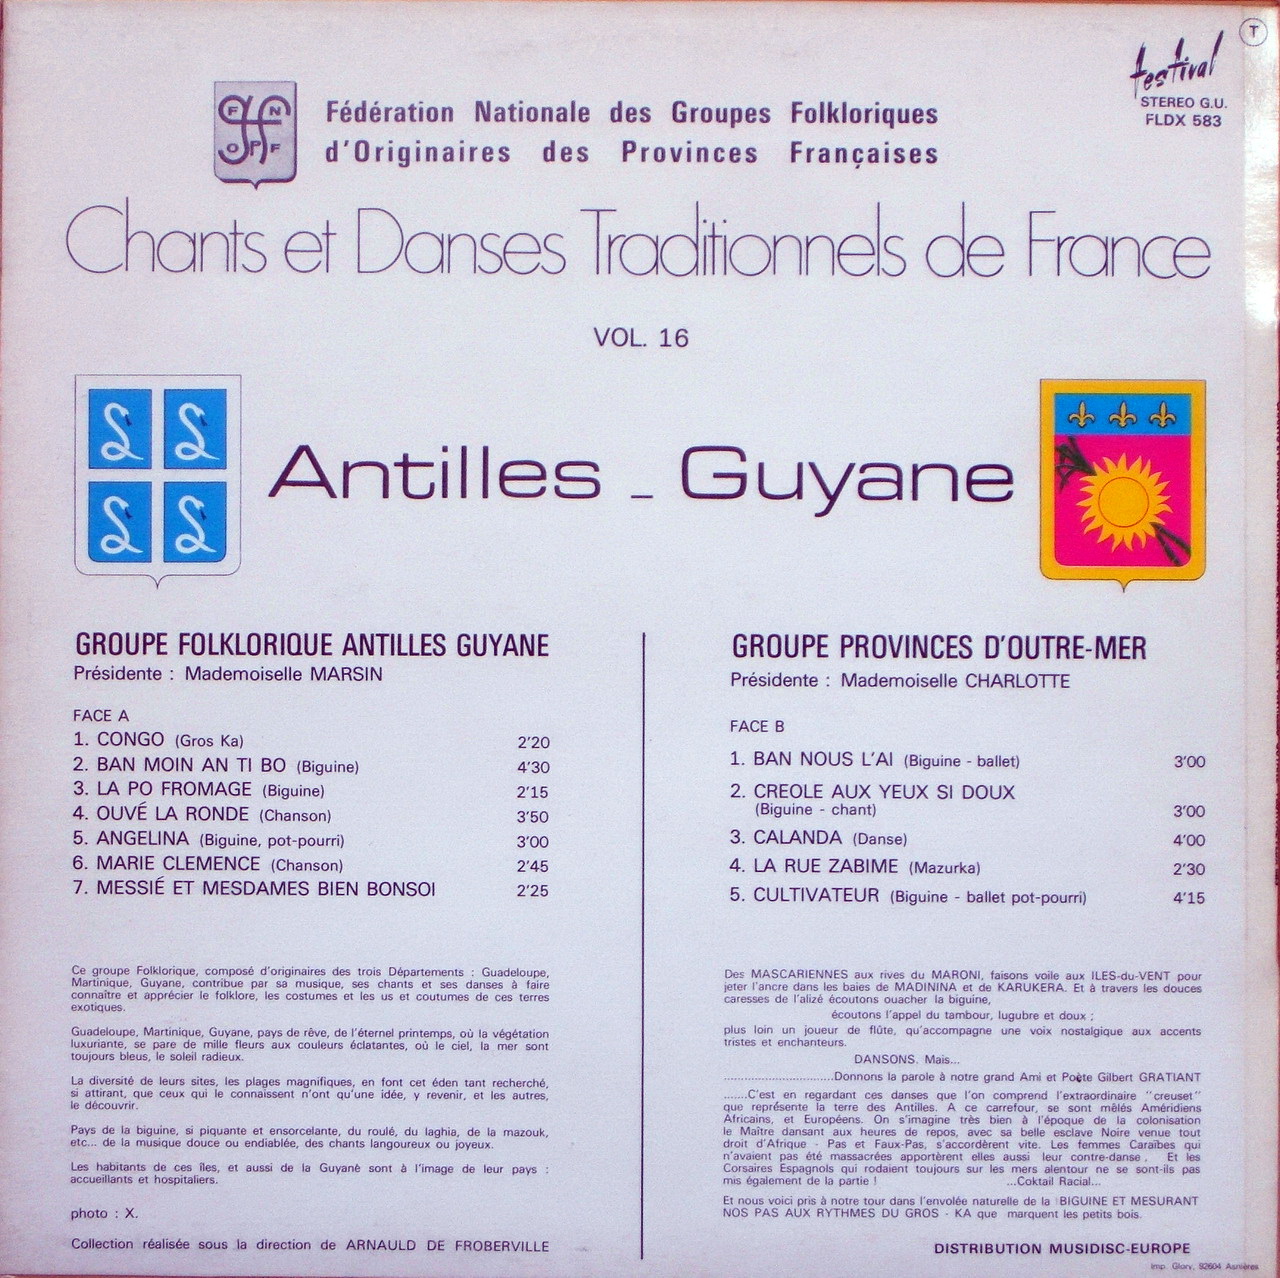 festival
T
STEREO G.U.
FLDX 583
F N
O P F
Fédération Nationale des Groupes Folkloriques
d'Originaires des Provinces Françaises
Chants et Danses Traditionnels de France
VOL. 16
Antilles _ Guyane
GROUPE FOLKLORIQUE ANTILLES GUYANE
Présidente : Mademoiselle MARSIN
FACE A
1. CONGO (Gros Ka) 2'20
2. BAN MOIN AN TI BO (Biguine) 4'30
3. LA PO FROMAGE (Biguine) 2'15
4. OUVÉ LA RONDE (Chanson) 3'50
5. ANGELINA (Biguine, pot-pourri) 3'00
6. MARIE CLEMENCE (Chanson) 2'45
7. MESSIÉ ET MESDAMES BIEN BONSOI 2'25
Ce groupe Folklorique, composé d'originaires des trois Départements : Guadeloupe,
Martinique, Guyane, contribue par sa musique, ses chants et ses danses à faire
connaître et apprécier le folklore, les costumes et les us et coutumes de ces terres
exotiques.
Guadeloupe, Martinique, Guyane, pays de rêve, de l'éternel printemps, où la végétation
luxuriante, se pare de mille fleurs aux couleurs éclatantes, où le ciel, la mer sont
toujours bleus, le soleil radieux.
La diversité de leurs sites, les plages magnifiques, en font cet éden tant recherché,
si attirant, que ceux qui le connaissent n'ont qu'une idée, y revenir, et les autres,
le découvrir.
Pays de la biguine, si piquante et ensorcelante, du roulé, du laghia, de la mazouk,
etc... de la musique douce ou endiablée, des chants langoureux ou joyeux.
Les habitants de ces îles, et aussi de la Guyane sont à l'image de leur pays :
accueillants et hospitaliers.
photo : X.
Collection réalisée sous la direction de ARNAULD DE FROBERVILLE
GROUPE PROVINCES D'OUTRE-MER
Présidente : Mademoiselle CHARLOTTE
FACE B
1. BAN NOUS L'AI (Biguine - ballet) 3'00
2. CREOLE AUX YEUX SI DOUX
(Biguine - chant) 3'00
3. CALANDA (Danse) 4'00
4. LA RUE ZABIME (Mazurka) 2'30
5. CULTIVATEUR (Biguine - ballet pot-pourri) 4'15
Des MASCARIENNES aux rives du MARONI, faisons voile aux ILES-du-VENT pour
jeter l'ancre dans les baies de MADININA et de KARUKERA. Et à travers les douces
caresses de l'alizé écoutons ouacher la biguine,
écoutons l'appel du tambour, lugubre et doux ;
plus loin un joueur de flûte, qu'accompagne une voix nostalgique aux accents
tristes et enchanteurs.
DANSONS. Mais...
................................Donnons la parole à notre grand Ami et Poète Gilbert GRATIANT
.......C'est en regardant ces danses que l'on comprend l'extraordinaire "creuset"
que représente la terre des Antilles. A ce carrefour, se sont mêlés Améridiens
Africains, et Européens. On s'imagine très bien à l'époque de la colonisation
le Maître dansant aux heures de repos, avec sa belle esclave Noire venue tout
droit d'Afrique - Pas et Faux-Pas, s'accordèrent vite. Les femmes Caraïbes qui
n'avaient pas été massacrées apportèrent elles aussi leur contre-danse . Et les
Corsaires Espagnols qui rodaient toujours sur les mers alentour ne se sont-ils pas
mis également de la partie ! ...Coktail Racial...
Et nous voici pris à notre tour dans l'envolée naturelle de la BIGUINE ET MESURANT
NOS PAS AUX RYTHMES DU GROS - KA que marquent les petits bois.
DISTRIBUTION MUSIDISC-EUROPE
Imp. Glory, 92604 Asnières